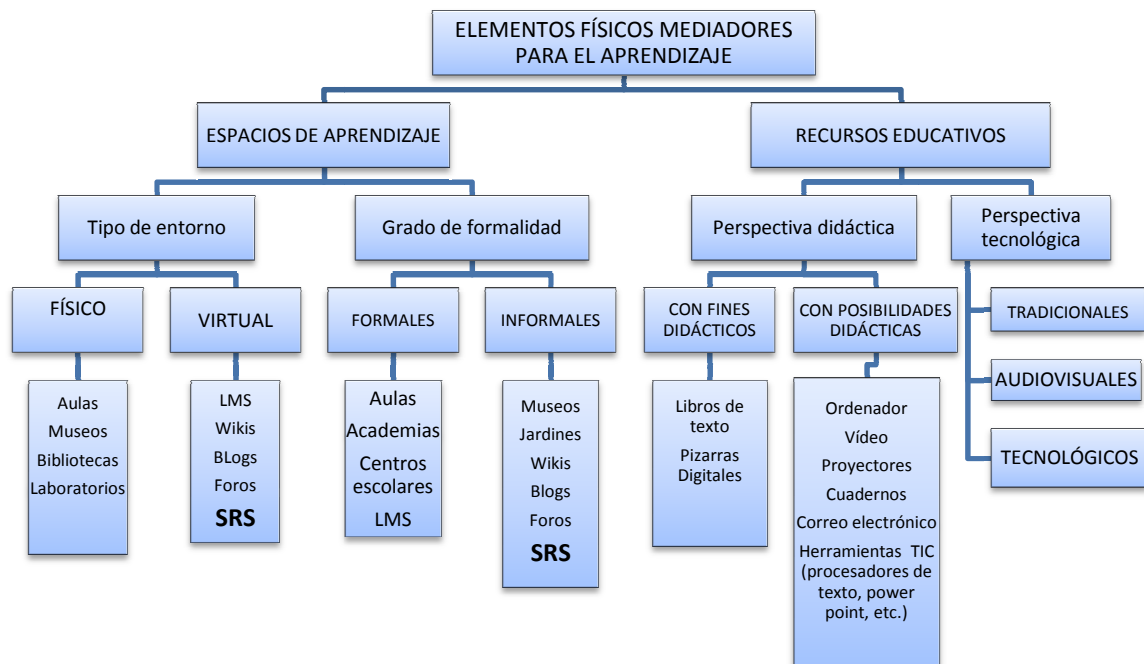 ELEMENTOS FÍSICOS MEDIADORES
PARA EL APRENDIZAJE
ESPACIOS DE APRENDIZAJE
RECURSOS EDUCATIVOS
Tipo de entorno
Grado de formalidad
Perspectiva didáctica
Perspectiva
tecnológica
FÍSICO
VIRTUAL
FORMALES
INFORMALES
CON FINES
DIDÁCTICOS
CON POSIBILIDADES
DIDÁCTICAS
TRADICIONALES
AUDIOVISUALES
TECNOLÓGICOS
Aulas
Museos
Bibliotecas
Laboratorios
LMS
Wikis
BLogs
Foros
SRS
Aulas
Academias
Centros
escolares
LMS
Museos
Jardines
Wikis
Blogs
Foros
SRS
Libros de
texto
Pizarras
Digitales
Ordenador
Vídeo
Proyectores
Cuadernos
Correo electrónico
Herramientas TIC
(procesadores de
texto, power
point, etc.)